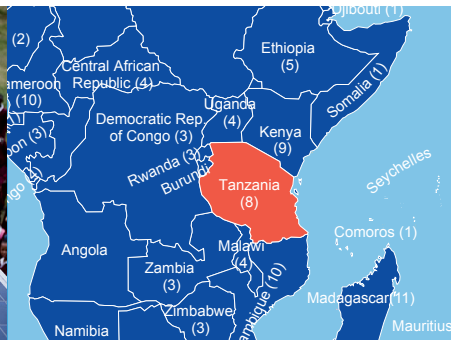 Djibouti (1)
(2)
Ethiopia
(5)
Central African
Republic (4)
ameroon
(10)
Somalia (1)
Uganda
(4)
Democratic Rep.
of Congo (3)
Kenya
(9)
on (3)
Rwanda (3)
Burundi
Seychelles
Tanzania
(8)
Comoros (1)
Angola
Malawi
(4)
Zambia
(3)
mbique (10)
Madagascar(11)
Zimbabwe
(3)
Mauritius
Namibia